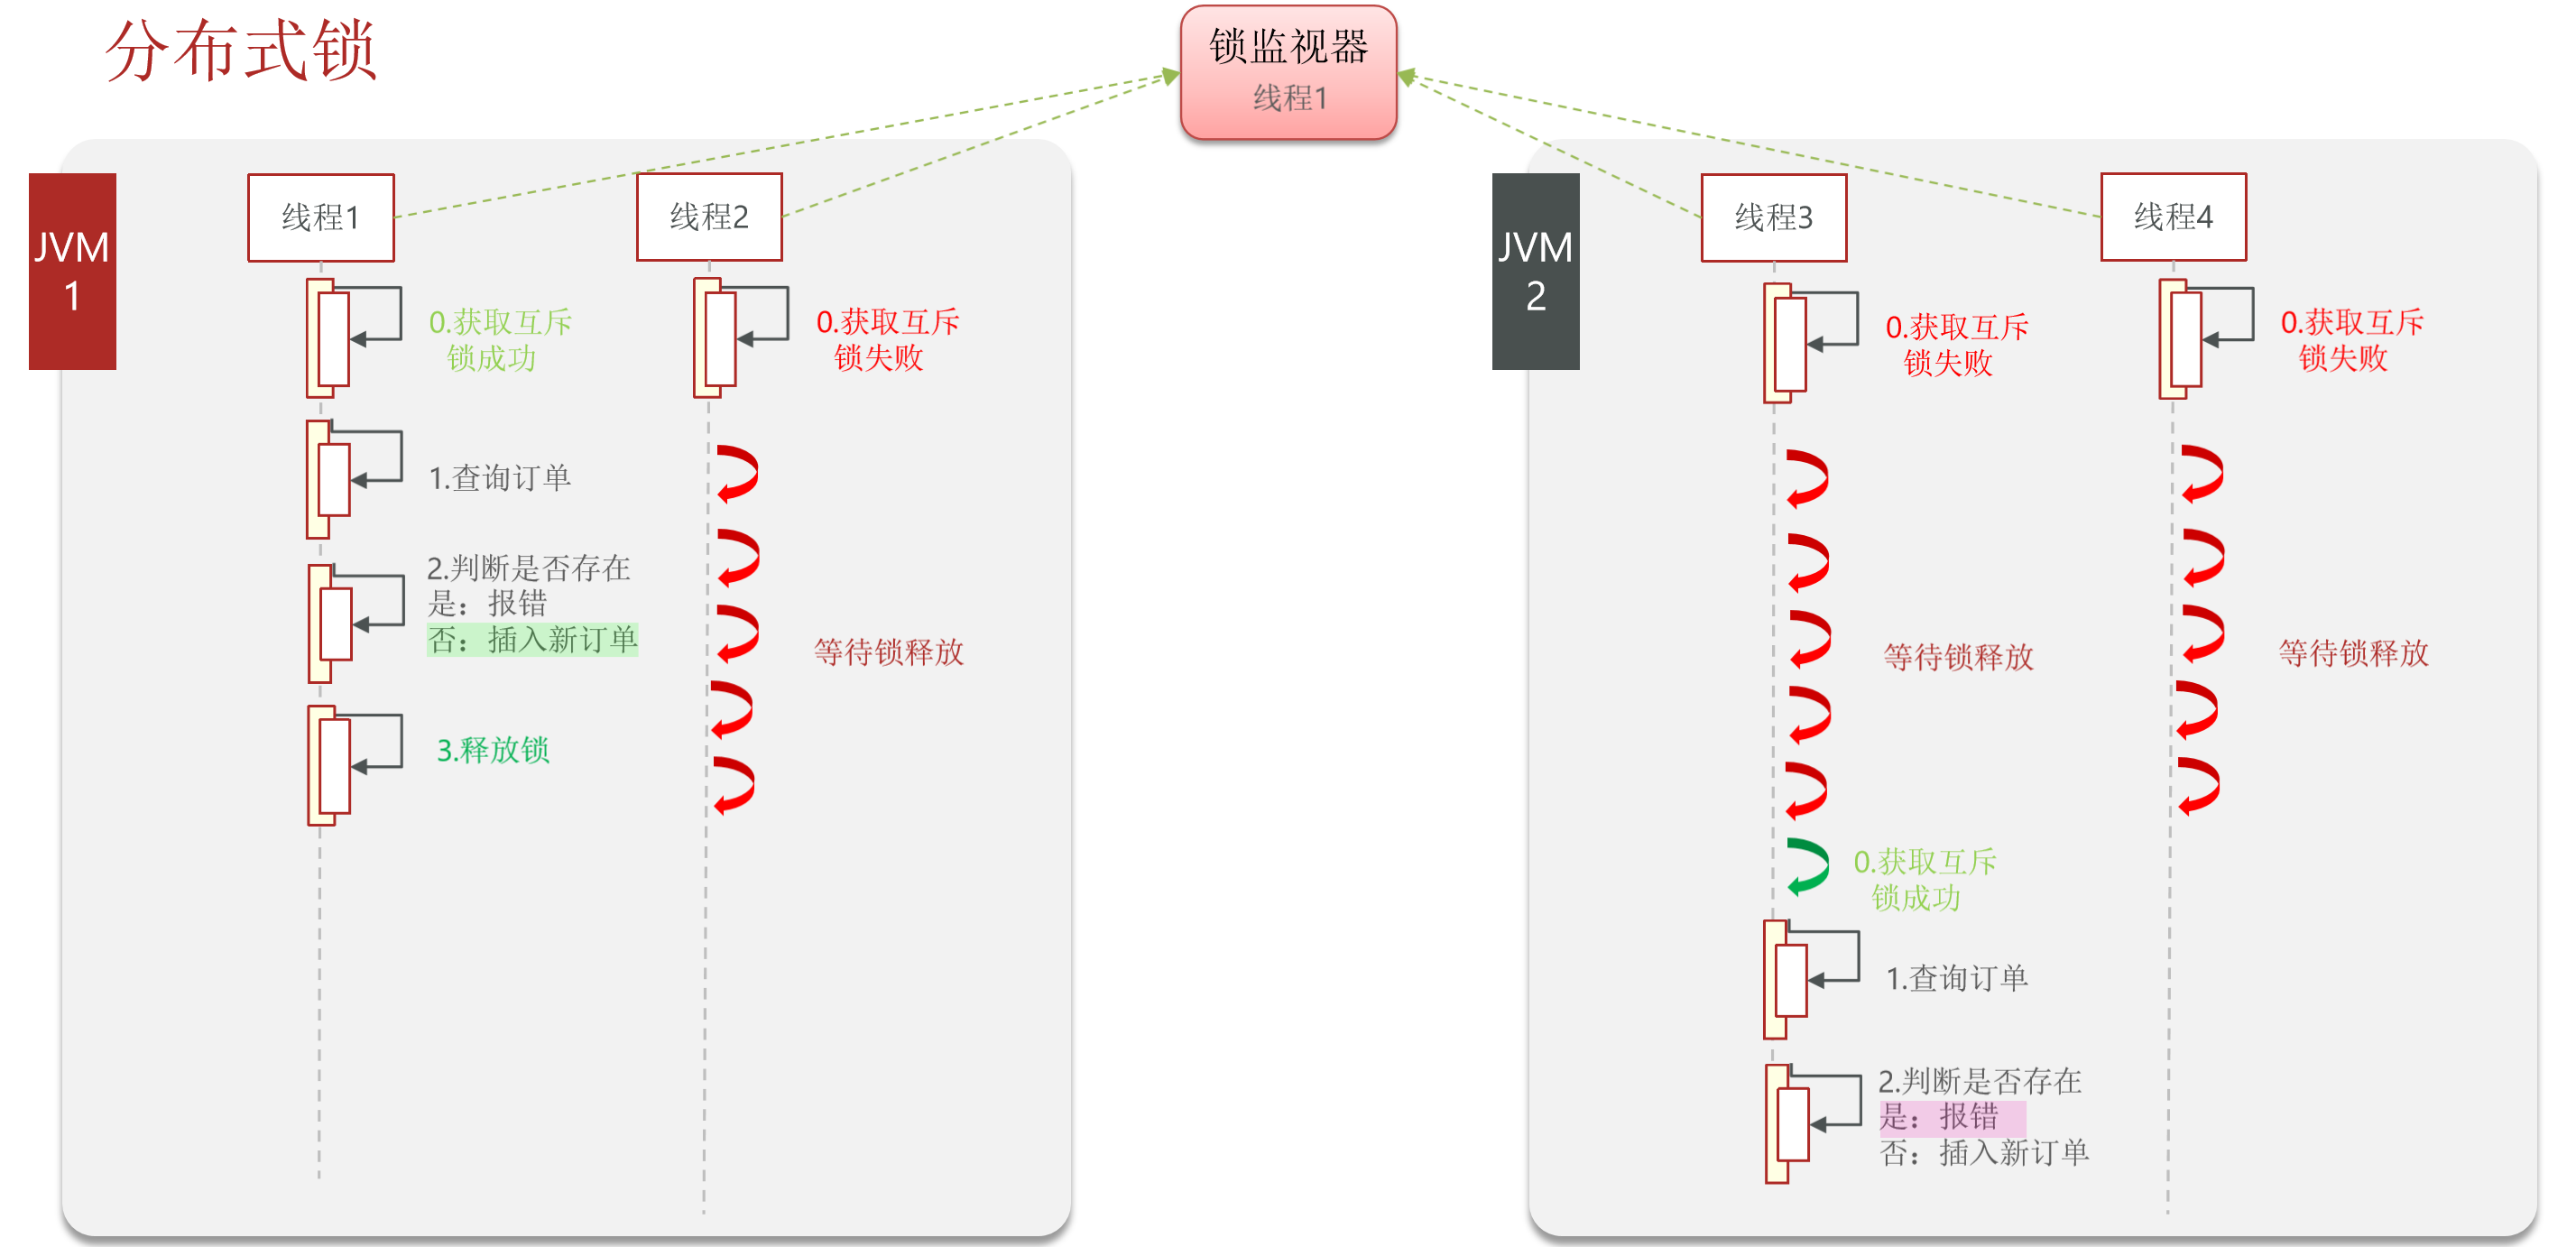 分布式锁
锁监视器
线程1
JVM
1
线程1
0.获取互斥
锁成功
1.查询订单
2.判断是否存在
是：报错
否：插入新订单
3.释放锁
线程2
0.获取互斥
锁失败
等待锁释放
JVM
2
线程3
0.获取互斥
锁失败
等待锁释放
0.获取互斥
锁成功
1.查询订单
2.判断是否存在
是：报错
否：插入新订单
线程4
0.获取互斥
锁失败
等待锁释放